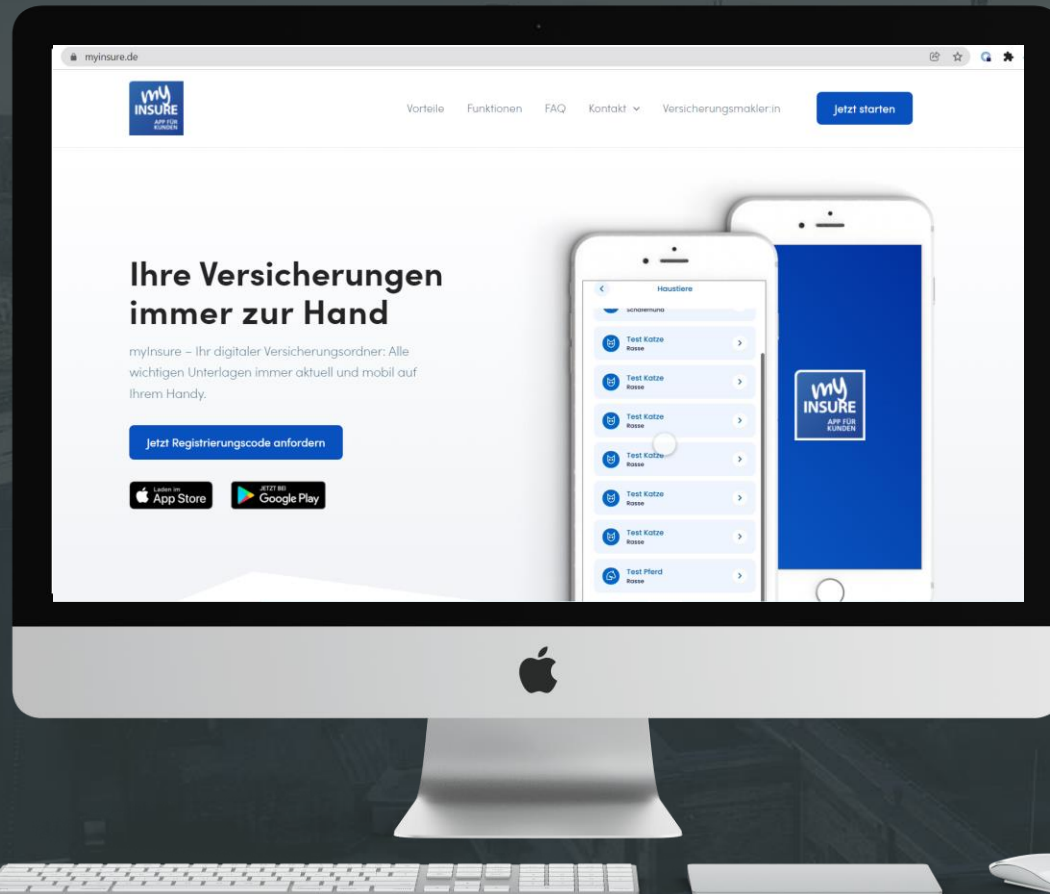 myinsure.de
my
INSURE
APP FÜR
KUNDEN
Vorteile Funktionen FAQ Kontakt Versicherungsmakler:in Jetzt starten
Ihre Versicherungen
immer zur Hand
myInsure – Ihr digitaler Versicherungsordner: Alle
wichtigen Unterlagen immer aktuell und mobil auf
Ihrem Handy.
Jetzt Registrierungscode anfordern
Laden im
App Store
JETZT BEI
Google Play
Haustiere
Test Katze
Rasse
Test Katze
Rasse
Test Katze
Rasse
Test Katze
Rasse
Test Katze
Rasse
Test Katze
Rasse
Test Pferd
Rasse
my
INSURE
APP FÜR
KUNDEN